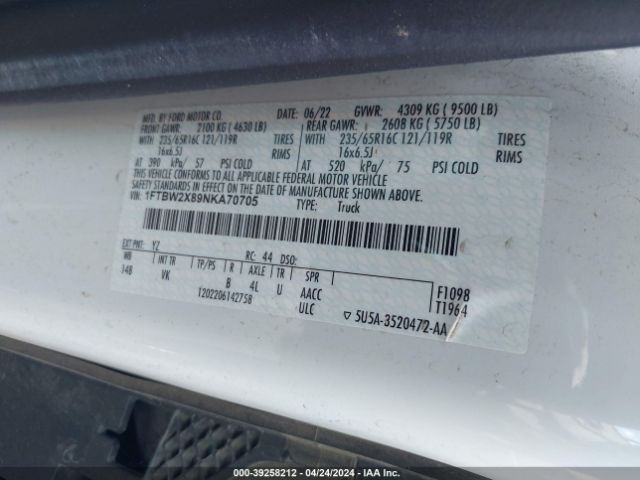 MFD. BY FORD MOTOR CO. DATE: 06/22 GVWR: 4309 KG ( 9500 LB)
FRONT GAWR: 2100 KG ( 4630 LB) REAR GAWR: 2608 KG ( 5750 LB)
WITH 235/65R16C 121/119R TIRES WITH 235/65R16C 121/119R TIRES
16x6.5J RIMS 16x6.5J RIMS
AT 390 kPa/ 57 PSI COLD AT 520 kPa/ 75 PSI COLD
THIS VEHICLE CONFORMS TO ALL APPLICABLE FEDERAL MOTOR VEHICLE
SAFETY STANDARDS IN EFFECT ON THE DATE OF MANUFACTURE SHOWN ABOVE.
VIN: 1FTBW2X89NKA70705 TYPE: Truck
EXT PNT: YZ RC: 44 DSO:
WB INT TR TP/PS R AXLE TR SPR
148 VK B 4L U AACC
1202206142758 ULC
F1098
T1964
▽ 5U5A-3520472-AA
000-39258212 - 04/24/2024 - IAA Inc.